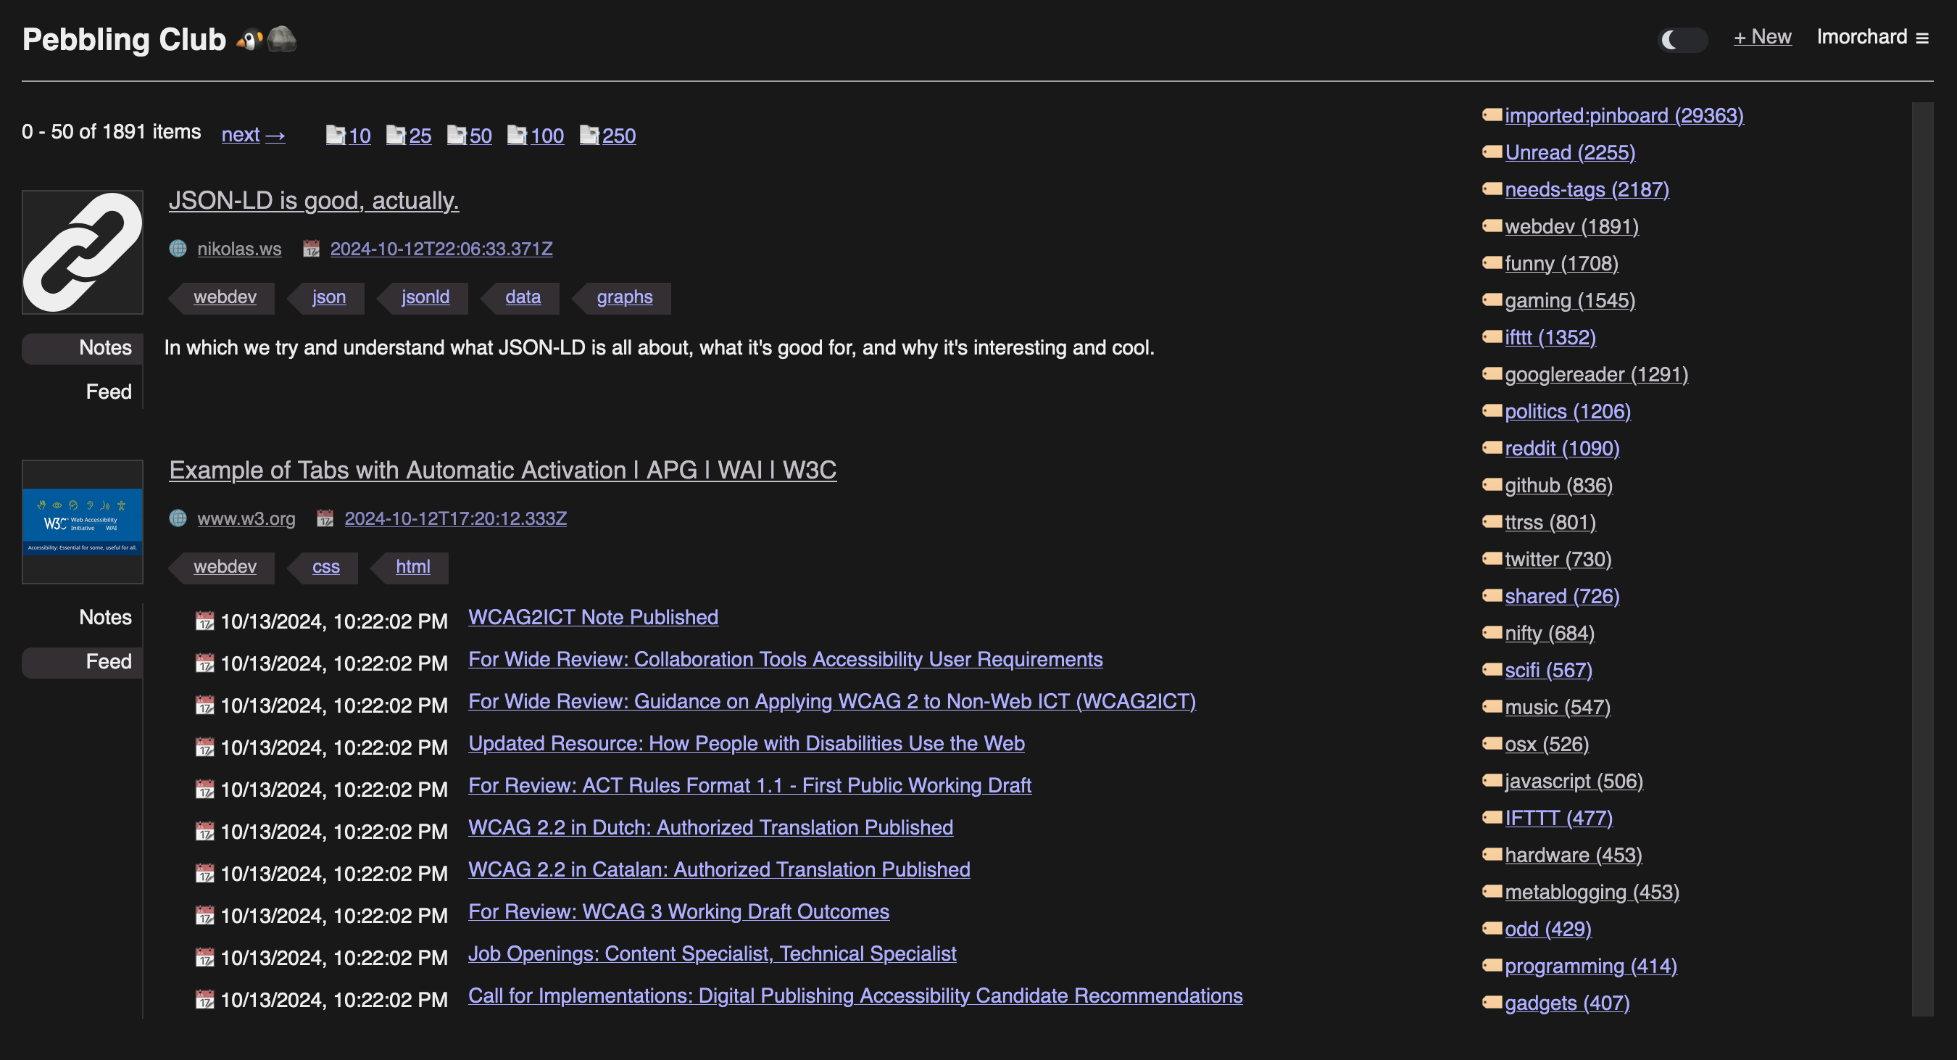 Pebbling Club 🐧🪨
+ New
lmorchard ≡
0 - 50 of 1891 items next → 10 25 50 100 250
JSON-LD is good, actually.
nikolas.ws 2024-10-12T22:06:33.371Z
webdev json jsonld data graphs
Notes
In which we try and understand what JSON-LD is all about, what it's good for, and why it's interesting and cool.
Feed
Example of Tabs with Automatic Activation | APG | WAI | W3C
W3C Web Accessibility
Initiative WAI
Accessibility: Essential for some, useful for all.
www.w3.org 2024-10-12T17:20:12.333Z
webdev css html
Notes
Feed
10/13/2024, 10:22:02 PM WCAG2ICT Note Published
10/13/2024, 10:22:02 PM For Wide Review: Collaboration Tools Accessibility User Requirements
10/13/2024, 10:22:02 PM For Wide Review: Guidance on Applying WCAG 2 to Non-Web ICT (WCAG2ICT)
10/13/2024, 10:22:02 PM Updated Resource: How People with Disabilities Use the Web
10/13/2024, 10:22:02 PM For Review: ACT Rules Format 1.1 - First Public Working Draft
10/13/2024, 10:22:02 PM WCAG 2.2 in Dutch: Authorized Translation Published
10/13/2024, 10:22:02 PM WCAG 2.2 in Catalan: Authorized Translation Published
10/13/2024, 10:22:02 PM For Review: WCAG 3 Working Draft Outcomes
10/13/2024, 10:22:02 PM Job Openings: Content Specialist, Technical Specialist
10/13/2024, 10:22:02 PM Call for Implementations: Digital Publishing Accessibility Candidate Recommendations
imported:pinboard (29363)
Unread (2255)
needs-tags (2187)
webdev (1891)
funny (1708)
gaming (1545)
ifttt (1352)
googlereader (1291)
politics (1206)
reddit (1090)
github (836)
ttrss (801)
twitter (730)
shared (726)
nifty (684)
scifi (567)
music (547)
osx (526)
javascript (506)
IFTTT (477)
hardware (453)
metablogging (453)
odd (429)
programming (414)
gadgets (407)